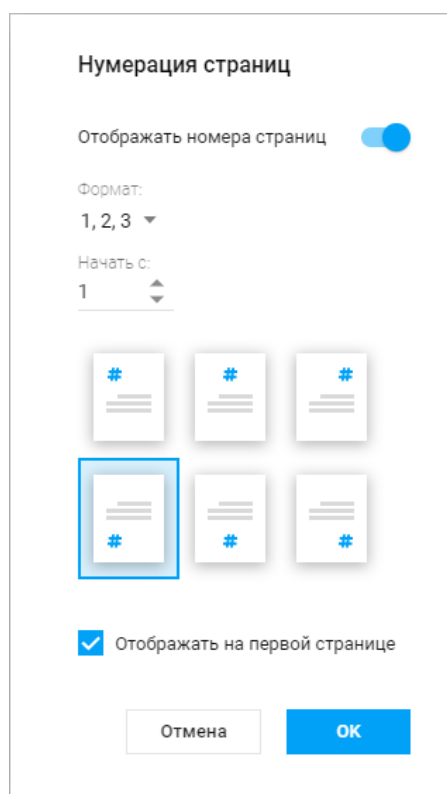 Нумерация страниц
Отображать номера страниц
Формат:
1, 2, 3
Начать с:
1
# # #
# # #
Отображать на первой странице
Отмена OK